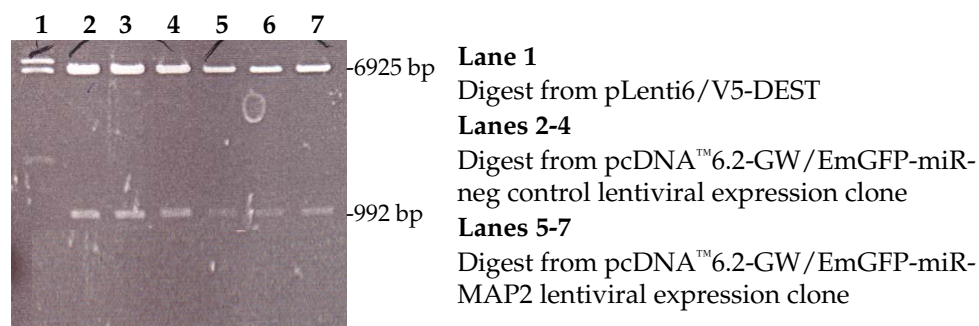 1 2 3 4 5 6 7
-6925 bp
-992 bp
Lane 1
Digest from pLenti6/V5-DEST
Lanes 2-4
Digest from pcDNA™6.2-GW/EmGFP-miR-
neg control lentiviral expression clone
Lanes 5-7
Digest from pcDNA™6.2-GW/EmGFP-miR-
MAP2 lentiviral expression clone